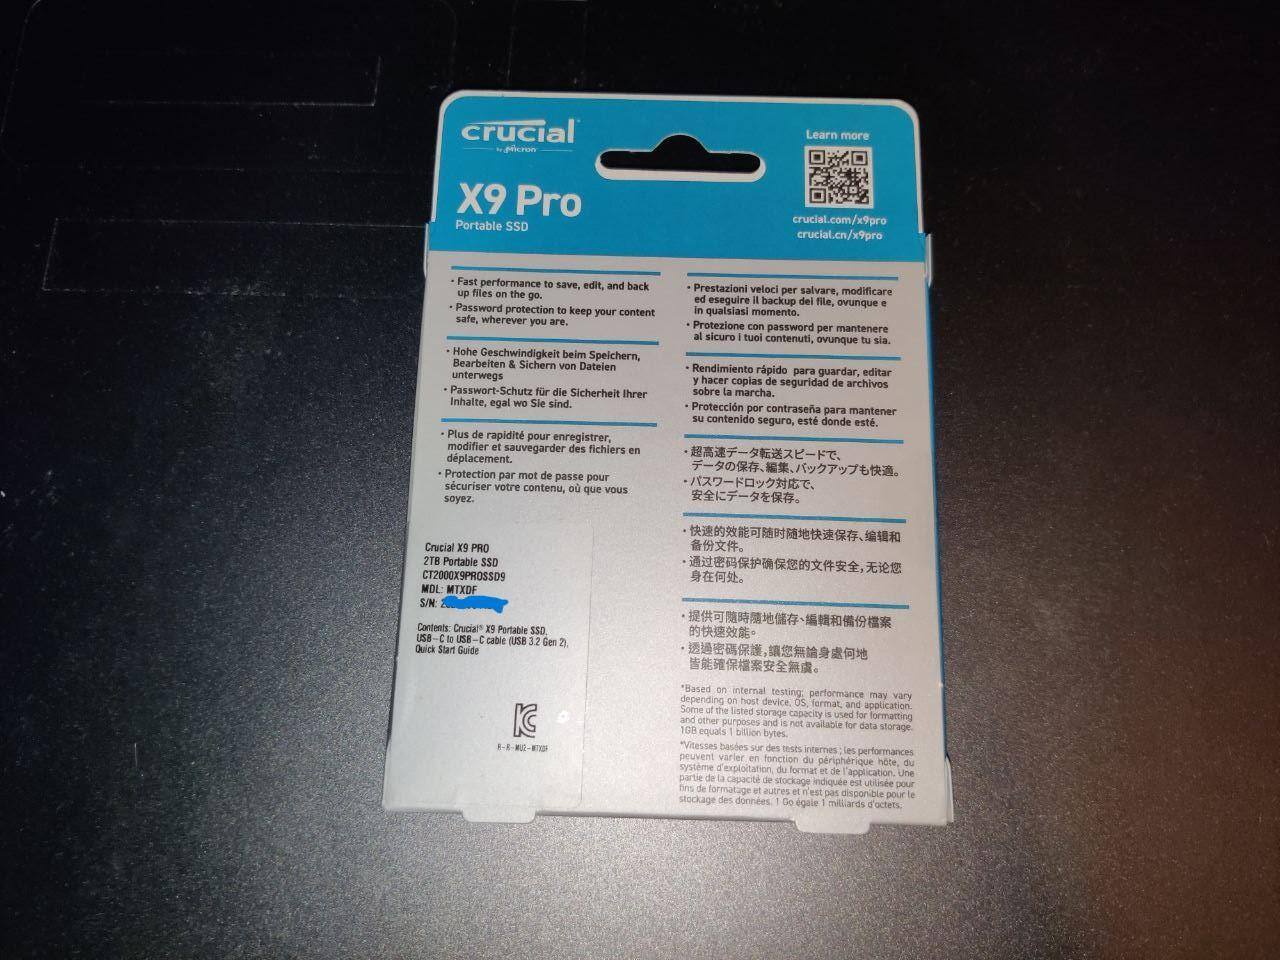 crucial
by Micron
X9 Pro
Portable SSD
Learn more
crucial.com/x9pro
crucial.cn/x9pro
· Fast performance to save, edit, and back
up files on the go.
· Password protection to keep your content
safe, wherever you are.
· Hohe Geschwindigkeit beim Speichern,
Bearbeiten & Sichern von Dateien
unterwegs
· Passwort-Schutz für die Sicherheit Ihrer
Inhalte, egal wo Sie sind.
· Plus de rapidité pour enregistrer,
modifier et sauvegarder des fichiers en
déplacement.
· Protection par mot de passe pour
sécuriser votre contenu, où que vous
soyez.
Crucial X9 PRO
2TB Portable SSD
CT2000X9PROSSD9
MDL: MTXDF
S/N: 2
Contents: Crucial® X9 Portable SSD,
USB-C to USB-C cable (USB 3.2 Gen 2),
Quick Start Guide
R-R-MU2-MTXDF
· Prestazioni veloci per salvare, modificare
ed eseguire il backup dei file, ovunque e
in qualsiasi momento.
· Protezione con password per mantenere
al sicuro i tuoi contenuti, ovunque tu sia.
· Rendimiento rápido para guardar, editar
y hacer copias de seguridad de archivos
sobre la marcha.
· Protección por contraseña para mantener
su contenido seguro, esté donde esté.
· 超高速データ転送スピードで、
データの保存、編集、バックアップも快適。
· パスワードロック対応で、
安全にデータを保存。
· 快速的效能可随时随地快速保存、编辑和
备份文件。
· 通过密码保护确保您的文件安全,无论您
身在何处。
· 提供可隨時隨地儲存、編輯和備份檔案
的快速效能。
· 透過密碼保護,讓您無論身處何地
皆能確保檔案安全無虞。
*Based on internal testing; performance may vary
depending on host device, OS, format, and application.
Some of the listed storage capacity is used for formatting
and other purposes and is not available for data storage.
1GB equals 1 billion bytes.
*Vitesses basées sur des tests internes ; les performances
peuvent varier en fonction du périphérique hôte, du
système d'exploitation, du format et de l'application. Une
partie de la capacité de stockage indiquée est utilisée pour
fins de formatage et autres et n'est pas disponible pour le
stockage des données. 1 Go égale 1 milliards d'octets.